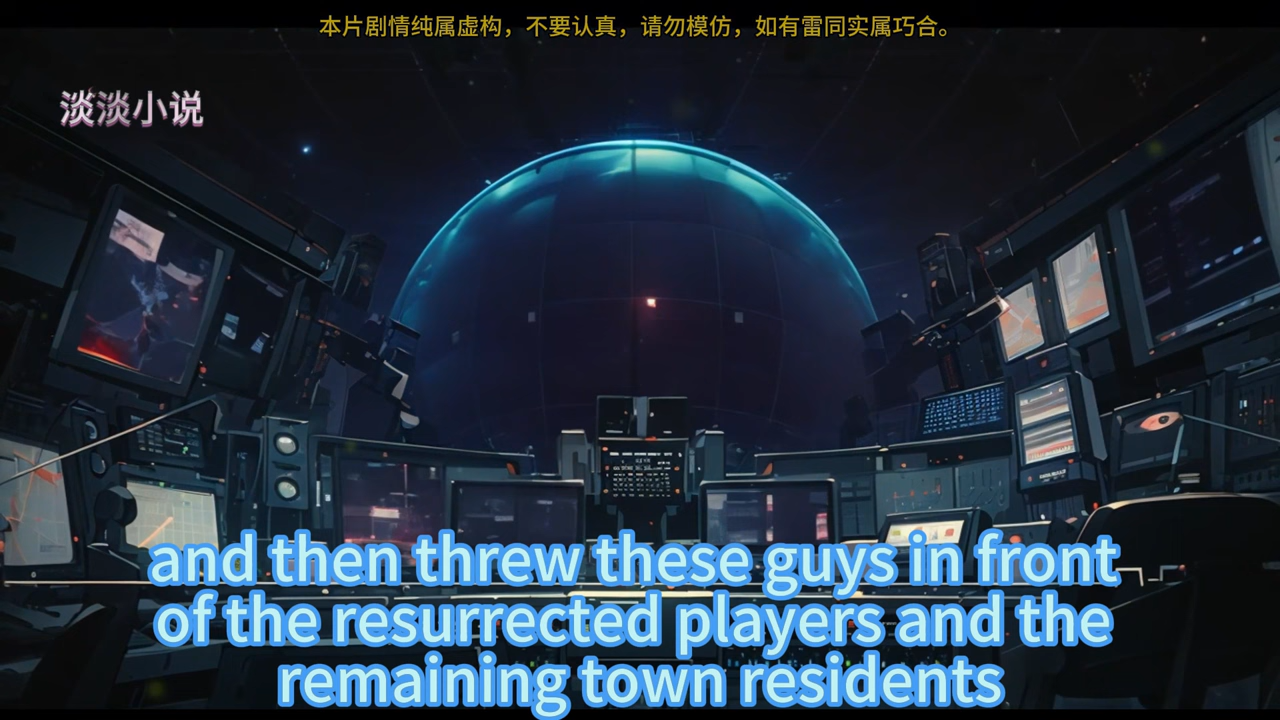 本片剧情纯属虚构，不要认真，请勿模仿，如有雷同实属巧合。
淡淡小说
and then threw these guys in front
of the resurrected players and the
remaining town residents